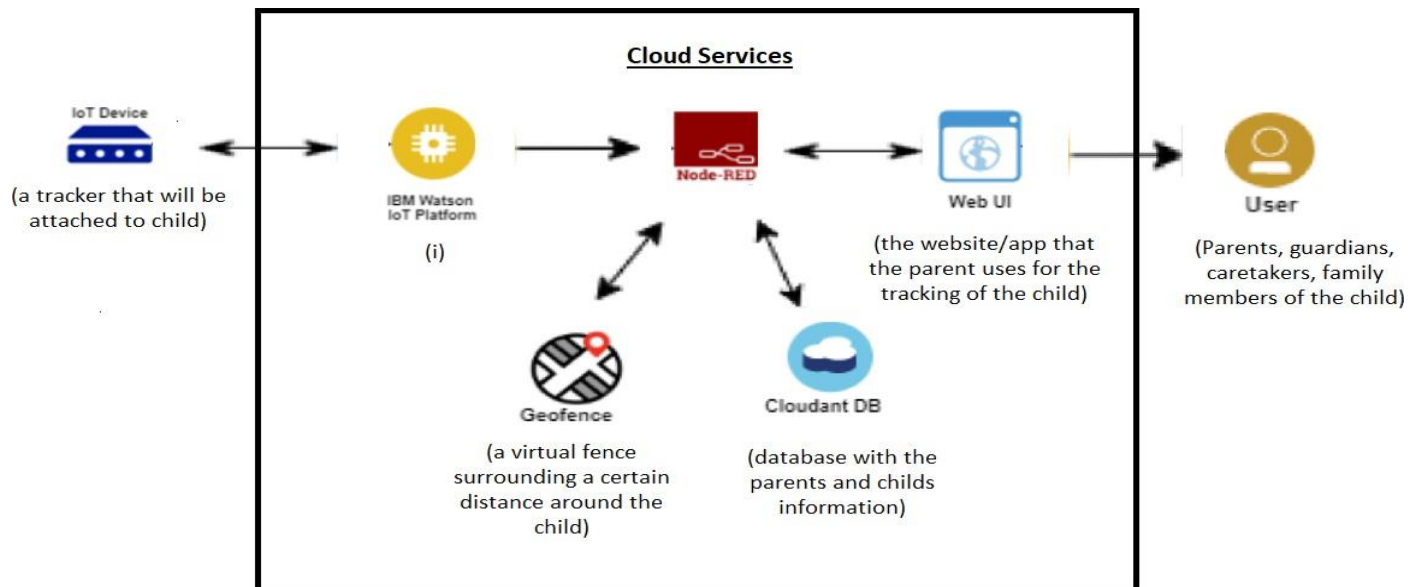 Cloud Services
IoT Device
(a tracker that will be
attached to child)
IBM Watson
IoT Platform
(i)
Node-RED
Web UI
(the website/app that
the parent uses for the
tracking of the child)
User
(Parents, guardians,
caretakers, family
members of the child)
Geofence
(a virtual fence
surrounding a certain
distance around the
child)
Cloudant DB
(database with the
parents and childs
information)